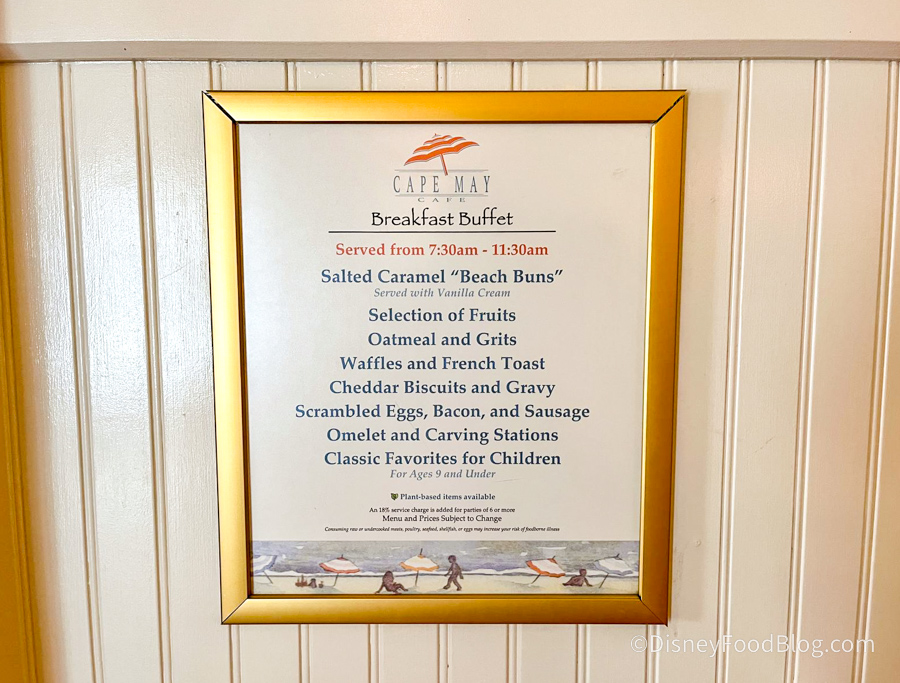 CAPE MAY
CAFE
Breakfast Buffet
Served from 7:30am - 11:30am
Salted Caramel “Beach Buns”
Served with Vanilla Cream
Selection of Fruits
Oatmeal and Grits
Waffles and French Toast
Cheddar Biscuits and Gravy
Scrambled Eggs, Bacon, and Sausage
Omelet and Carving Stations
Classic Favorites for Children
For Ages 9 and Under
Plant-based items available
An 18% service charge is added for parties of 6 or more
Menu and Prices Subject to Change
Consuming raw or undercooked meats, poultry, seafood, shellfish, or eggs may increase your risk of foodborne illness
©DisneyFoodBlog.com